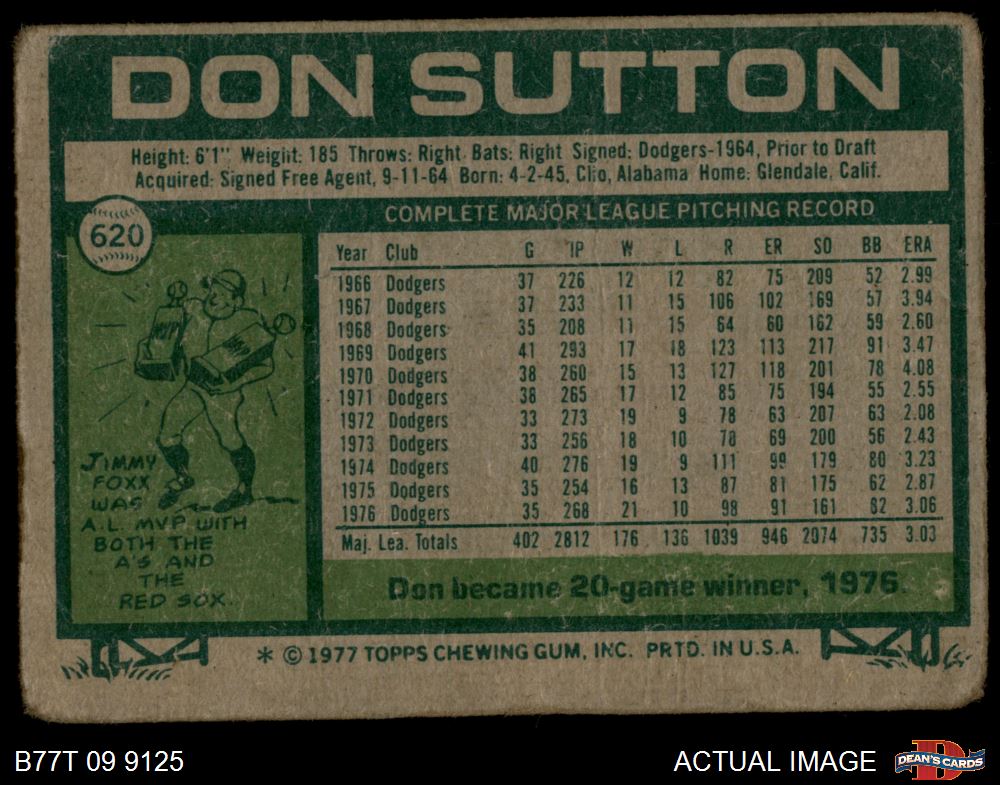 DON SUTTON
Height: 6'1" Weight: 185 Throws: Right Bats: Right Signed: Dodgers-1964, Prior to Draft
Acquired: Signed Free Agent, 9-11-64 Born: 4-2-45, Clio, Alabama Home: Glendale, Calif.
620
COMPLETE MAJOR LEAGUE PITCHING RECORD
Year Club G IP W L R ER SO BB ERA
1966 Dodgers 37 226 12 12 82 75 209 52 2.99
1967 Dodgers 37 233 11 15 106 102 169 57 3.94
1968 Dodgers 35 208 11 15 64 60 162 59 2.60
1969 Dodgers 41 293 17 18 123 113 217 91 3.47
1970 Dodgers 38 260 15 13 127 118 201 78 4.08
1971 Dodgers 38 265 17 12 85 75 194 55 2.55
1972 Dodgers 33 273 19 9 78 63 207 63 2.08
1973 Dodgers 33 256 18 10 78 69 200 56 2.43
1974 Dodgers 40 276 19 9 111 99 179 80 3.23
1975 Dodgers 35 254 16 13 87 81 175 62 2.87
1976 Dodgers 35 268 21 10 98 91 161 82 3.06
Maj. Lea. Totals 402 2812 176 136 1039 946 2074 735 3.03
MVP
MVP
JIMMY
FOXX
WAS
A.L. MVP WITH
BOTH THE
A'S AND
THE
RED SOX.
Don became 20-game winner, 1976.
* © 1977 TOPPS CHEWING GUM, INC. PRTD. IN U.S.A.
B77T 09 9125
ACTUAL IMAGE
D
DEAN'S CARDS